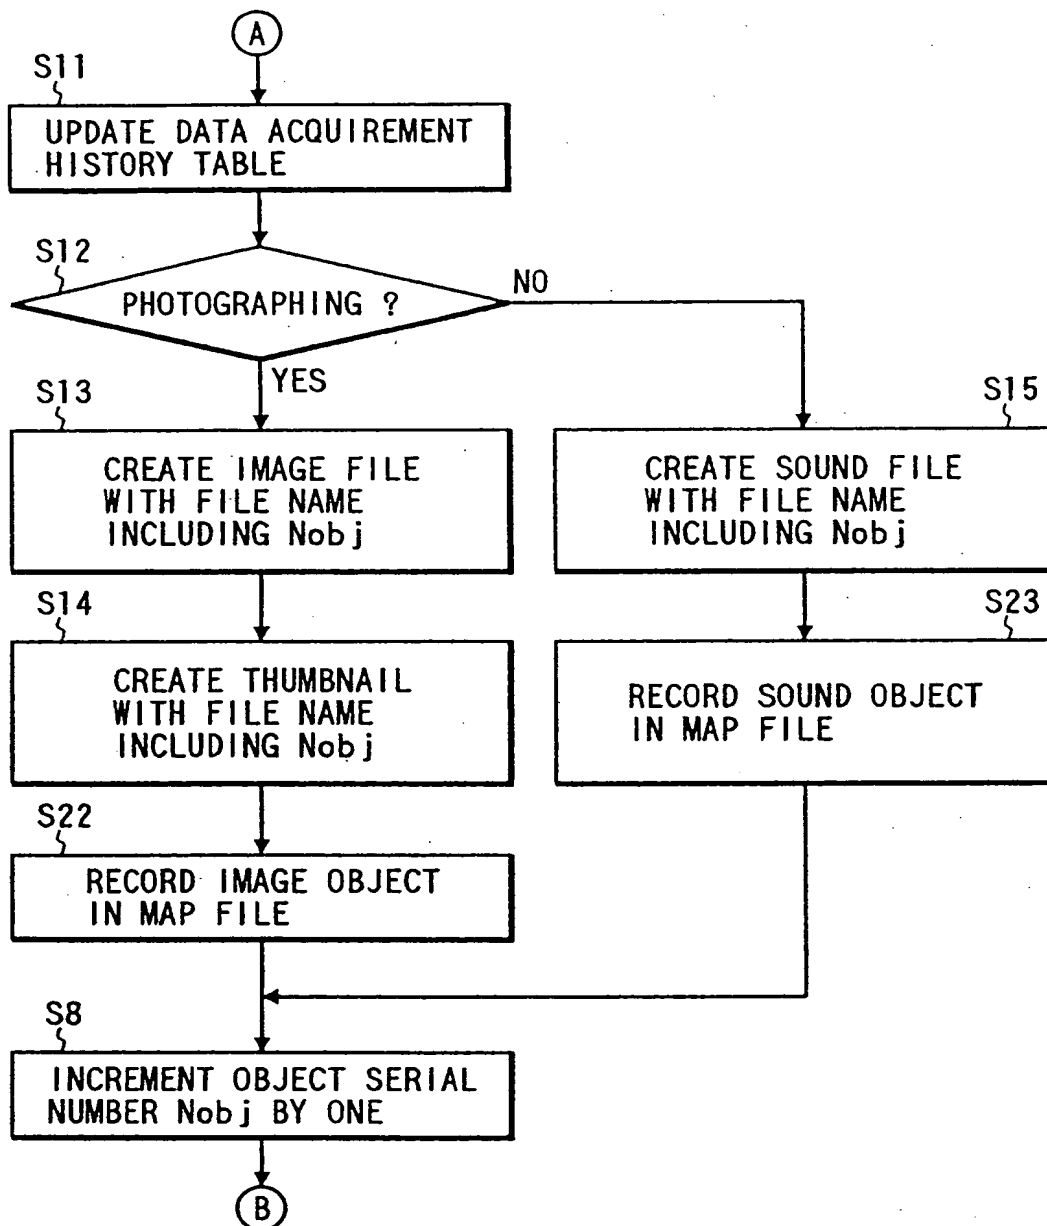 A
S11
UPDATE DATA ACQUIREMENT
HISTORY TABLE
S12
PHOTOGRAPHING ?
NO
YES
S13
CREATE IMAGE FILE
WITH FILE NAME
INCLUDING Nobj
S15
CREATE SOUND FILE
WITH FILE NAME
INCLUDING Nobj
S14
CREATE THUMBNAIL
WITH FILE NAME
INCLUDING Nobj
S23
RECORD SOUND OBJECT
IN MAP FILE
S22
RECORD IMAGE OBJECT
IN MAP FILE
S8
INCREMENT OBJECT SERIAL
NUMBER Nobj BY ONE
B